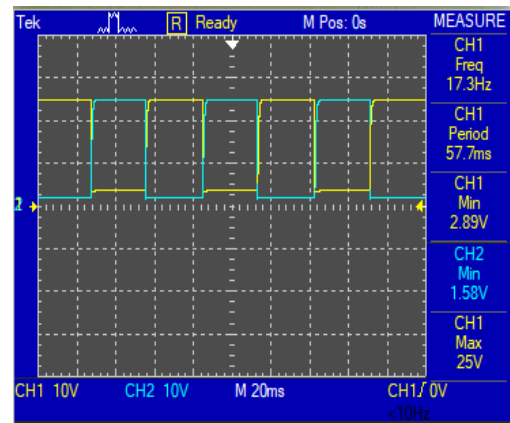 Tek R Ready M Pos: 0s MEASURE
CH1
Freq
17.3Hz
CH1
Period
57.7ms
CH1
Min
2.89V
CH2
Min
1.58V
CH1
Max
25V
2
CH1 10V CH2 10V M 20ms CH1 0V
<10Hz